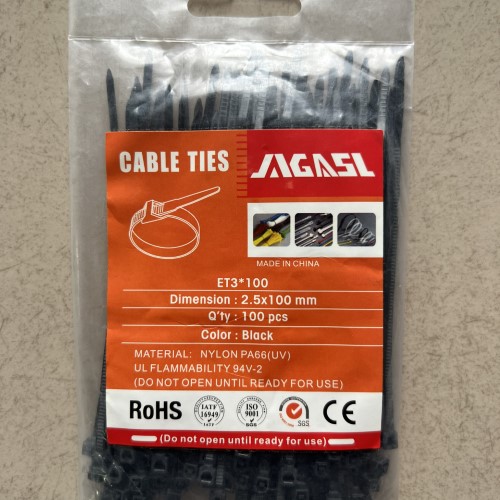 CABLE TIES
JAGASL
MADE IN CHINA
ET3*100
Dimension : 2.5x100 mm
Q'ty : 100 pcs
Color : Black
MATERIAL: NYLON PA66(UV)
UL FLAMMABILITY 94V-2
(DO NOT OPEN UNTIL READY FOR USE)
RoHS
IATF
16949
ISO
9001
SGS
SGS
CE
(Do not open until ready for use)